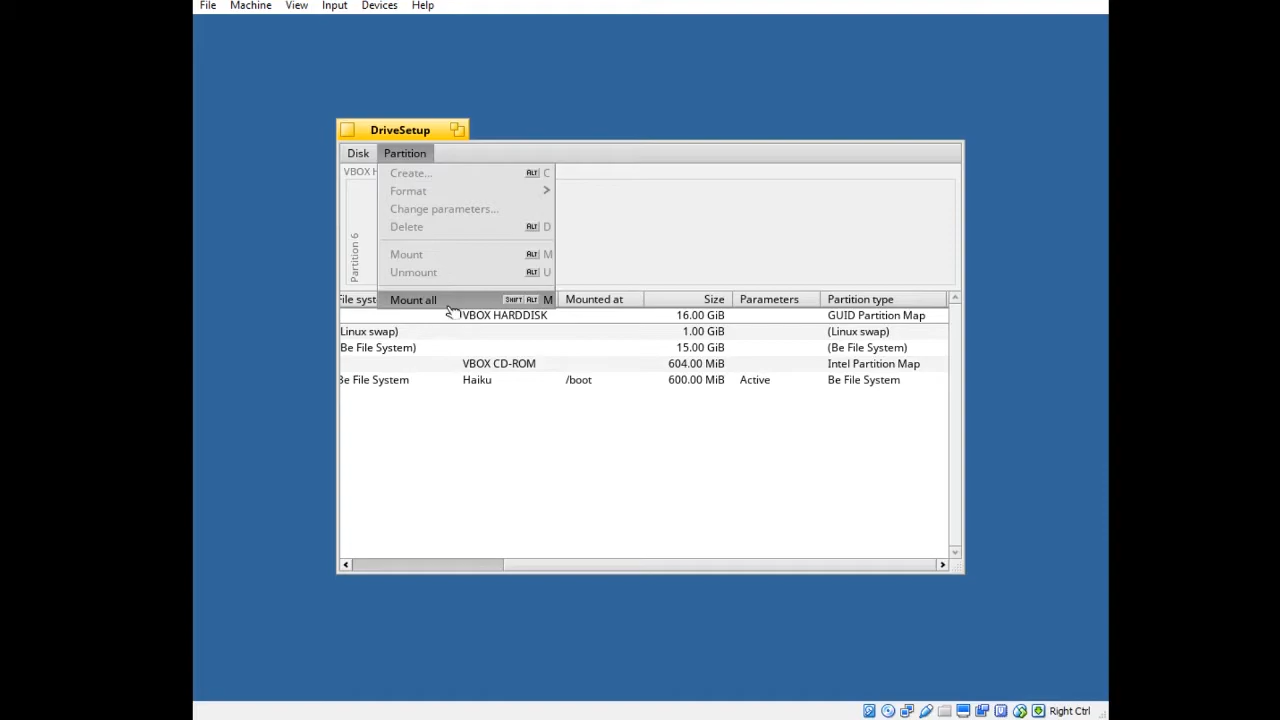 File Machine View Input Devices Help
DriveSetup
Disk Partition
VBOX H
Create... ALT C
Format
Change parameters...
Delete ALT D
Mount ALT M
Unmount ALT U
Mount all SHIFT ALT M
Partition 6
File syst Mounted at Size Parameters Partition type
VBOX HARDDISK 16.00 GiB GUID Partition Map
Linux swap) 1.00 GiB (Linux swap)
Be File System) 15.00 GiB (Be File System)
VBOX CD-ROM 604.00 MiB Intel Partition Map
Be File System Haiku /boot 600.00 MiB Active Be File System
Right Ctrl